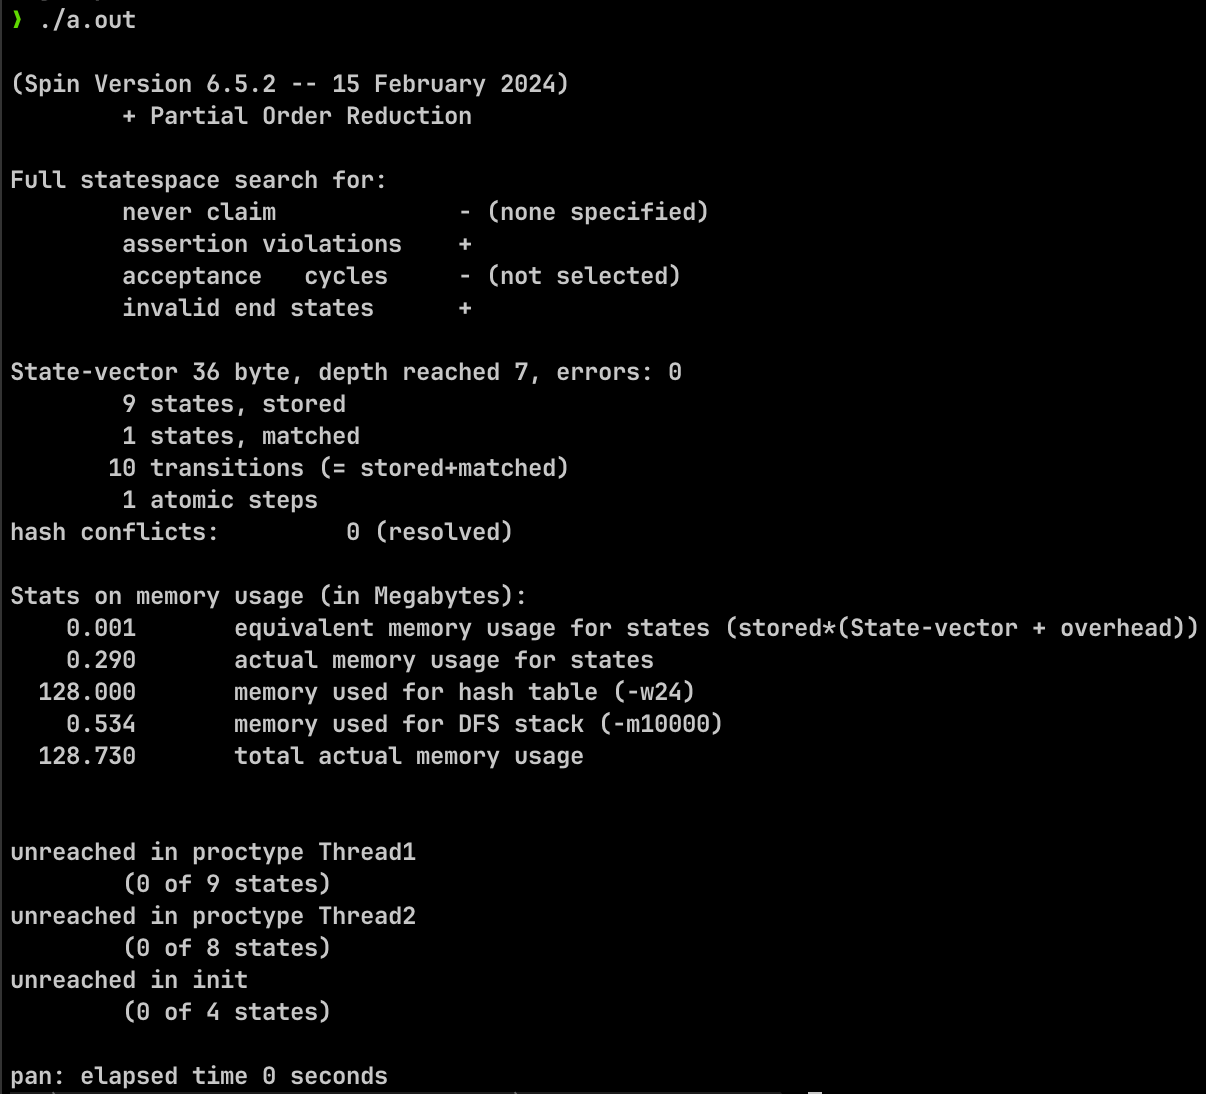 ❯ ./a.out
(Spin Version 6.5.2 -- 15 February 2024)
+ Partial Order Reduction
Full statespace search for:
never claim - (none specified)
assertion violations +
acceptance cycles - (not selected)
invalid end states +
State-vector 36 byte, depth reached 7, errors: 0
9 states, stored
1 states, matched
10 transitions (= stored+matched)
1 atomic steps
hash conflicts: 0 (resolved)
Stats on memory usage (in Megabytes):
0.001 equivalent memory usage for states (stored*(State-vector + overhead))
0.290 actual memory usage for states
128.000 memory used for hash table (-w24)
0.534 memory used for DFS stack (-m10000)
128.730 total actual memory usage
unreached in proctype Thread1
(0 of 9 states)
unreached in proctype Thread2
(0 of 8 states)
unreached in init
(0 of 4 states)
pan: elapsed time 0 seconds